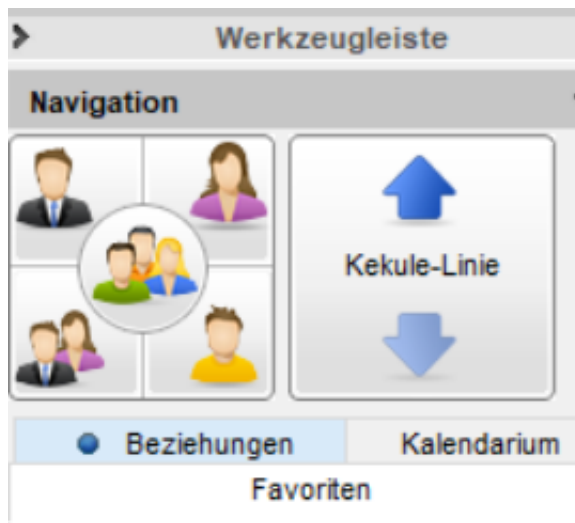 Werkzeugleiste
Navigation
Kekule-Linie
Beziehungen Kalendarium
Favoriten